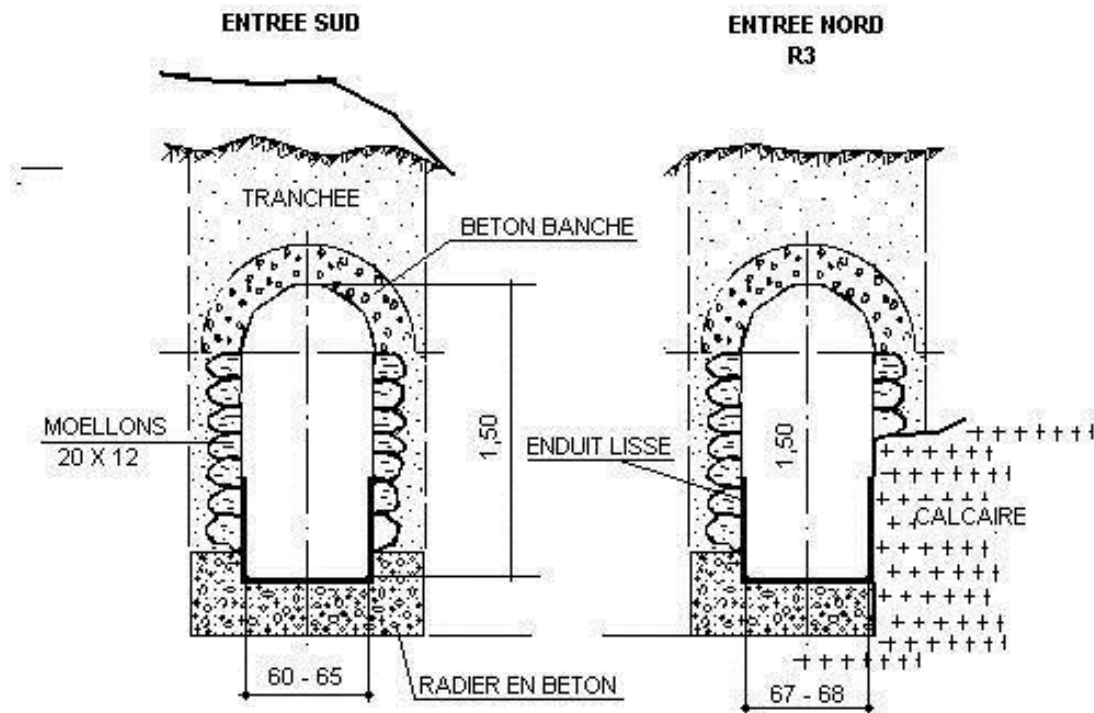 ENTREE SUD
ENTREE NORD
R3
TRANCHEE
BETON BANCHE
MOELLONS
20 X 12
1,50
ENDUIT LISSE
1,50
CALCAIRE
60 - 65
RADIER EN BETON
67 - 68